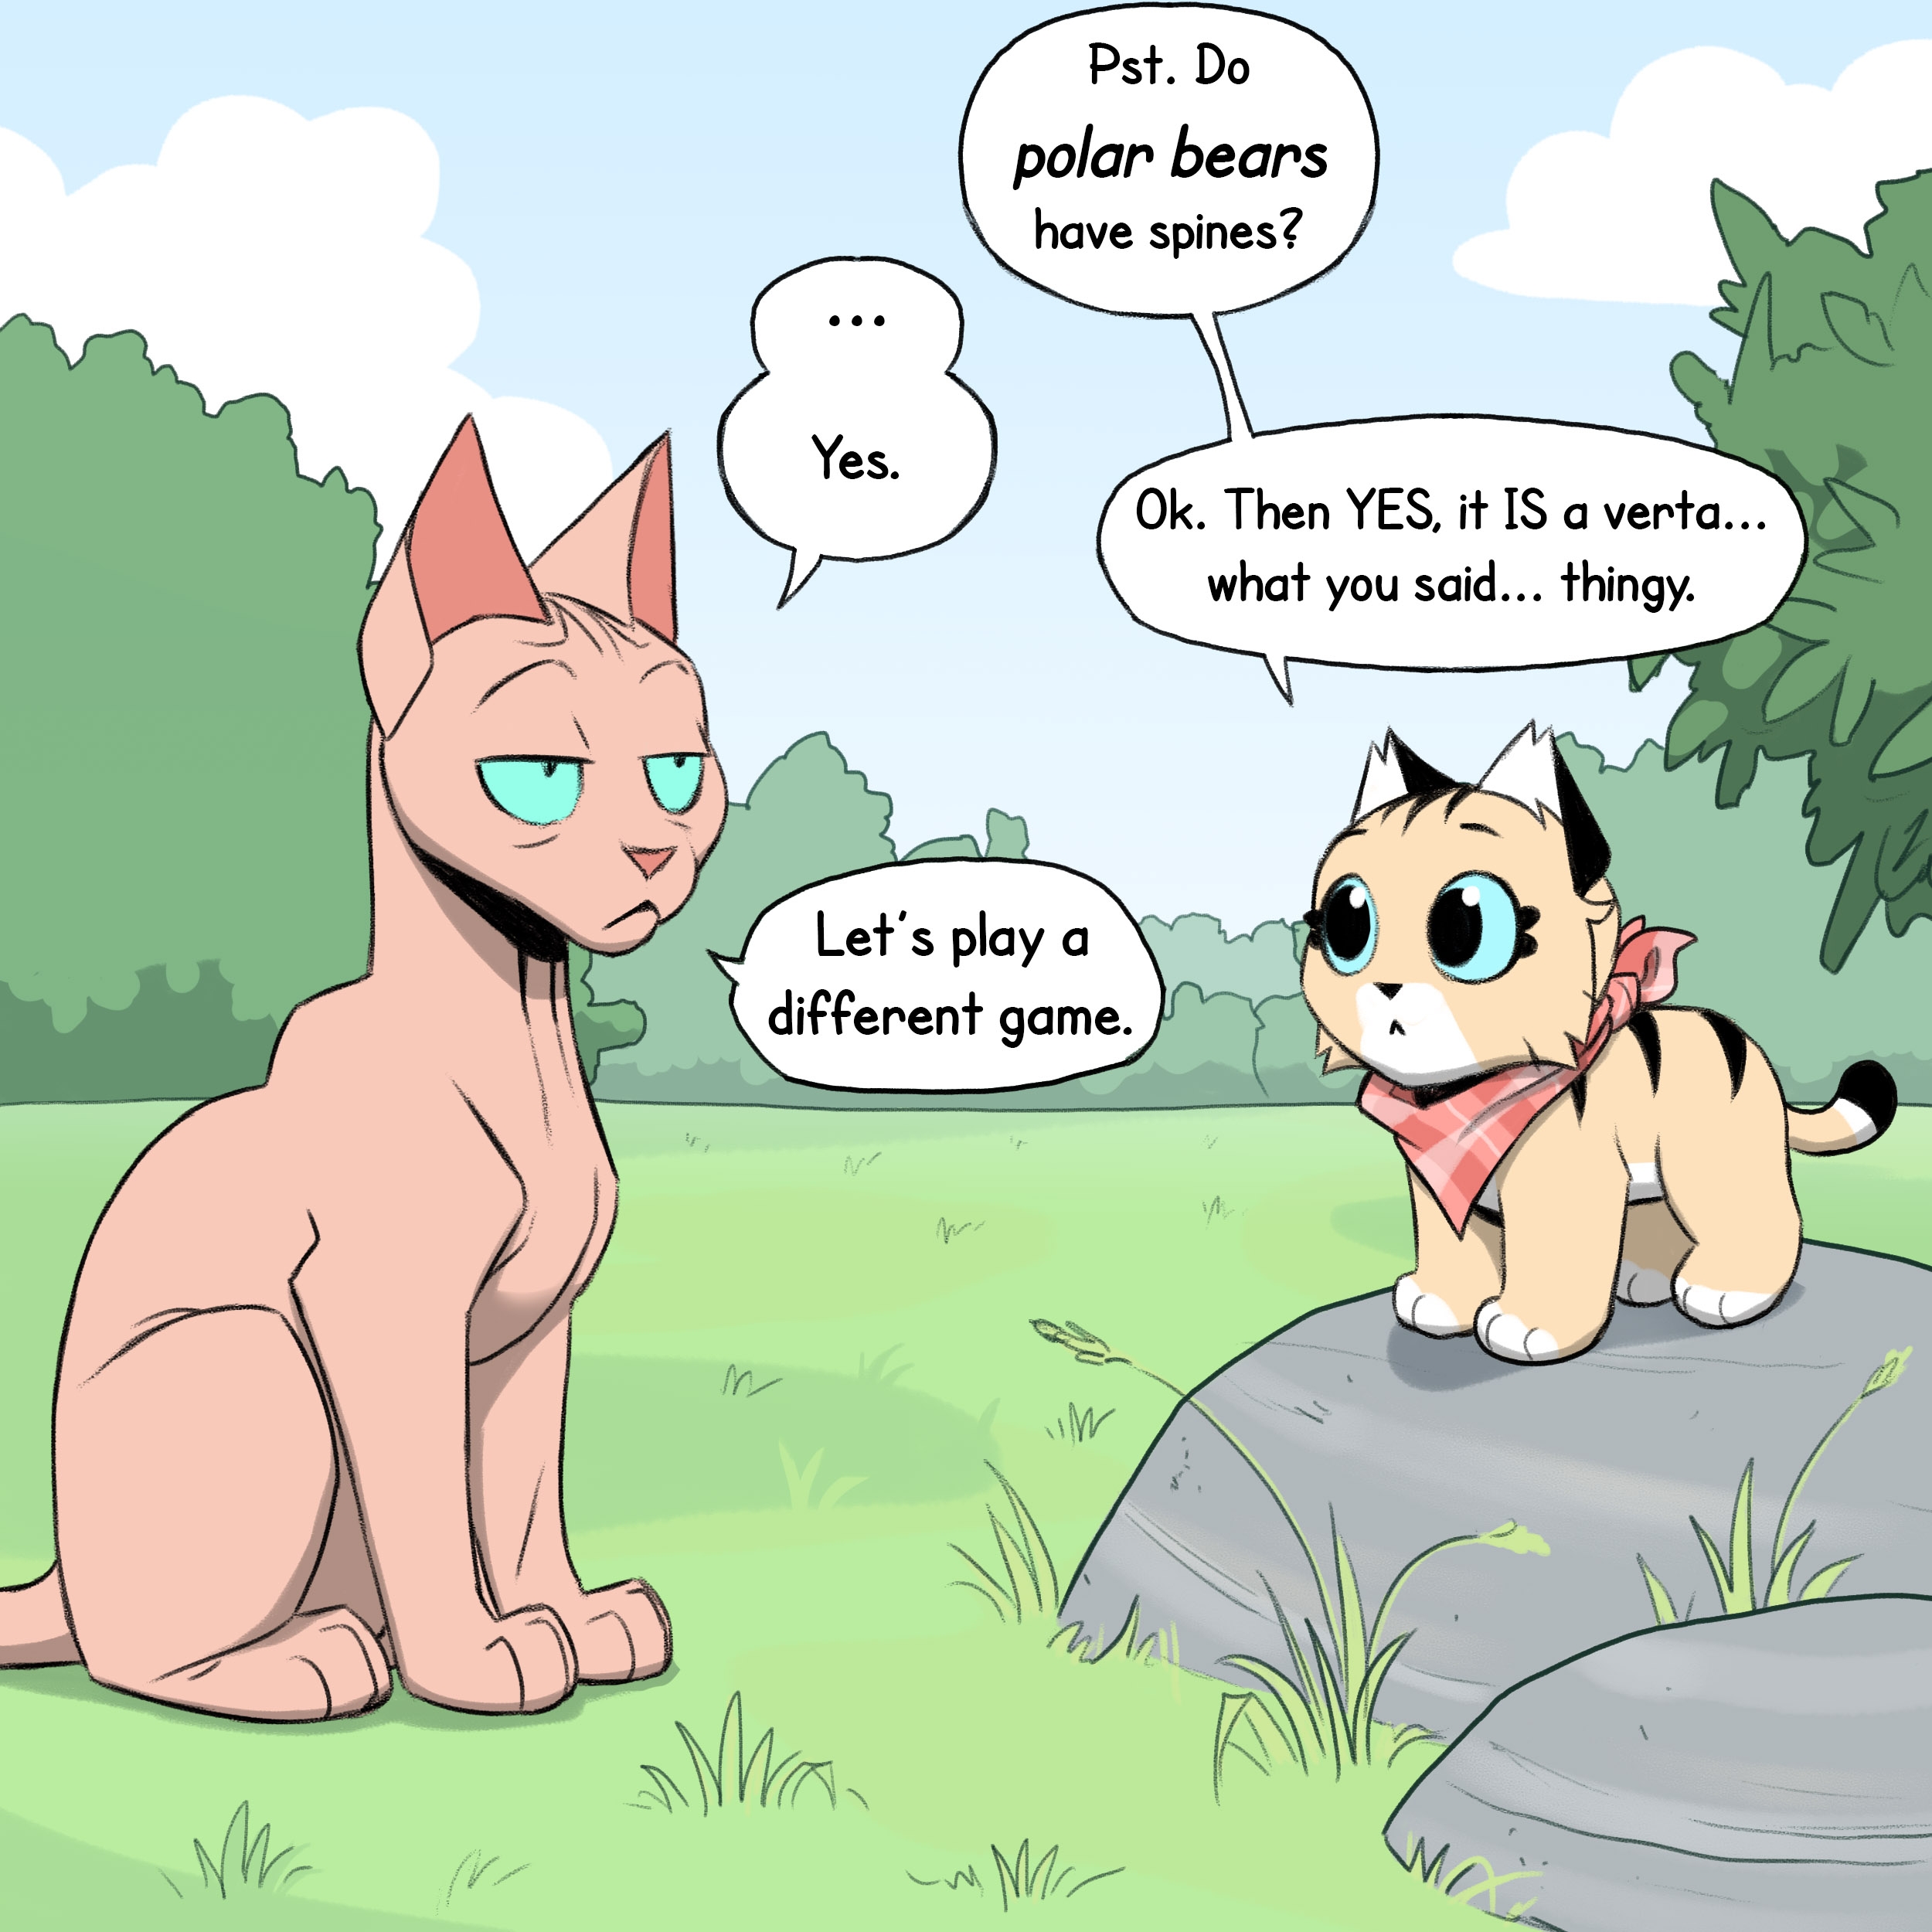 Pst. Do
polar bears
have spines?
...
Yes.
Ok. Then YES, it IS a verta...
what you said... thingy.
Let's play a
different game.